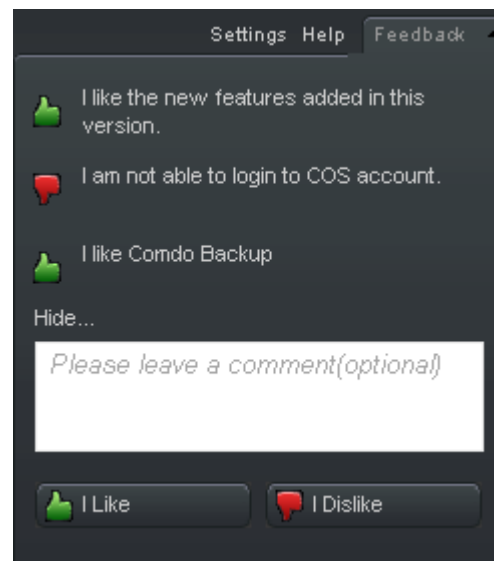 Settings Help Feedback
I like the new features added in this
version.
I am not able to login to COS account.
I like Comdo Backup
Hide...
Please leave a comment(optional)
I Like
I Dislike